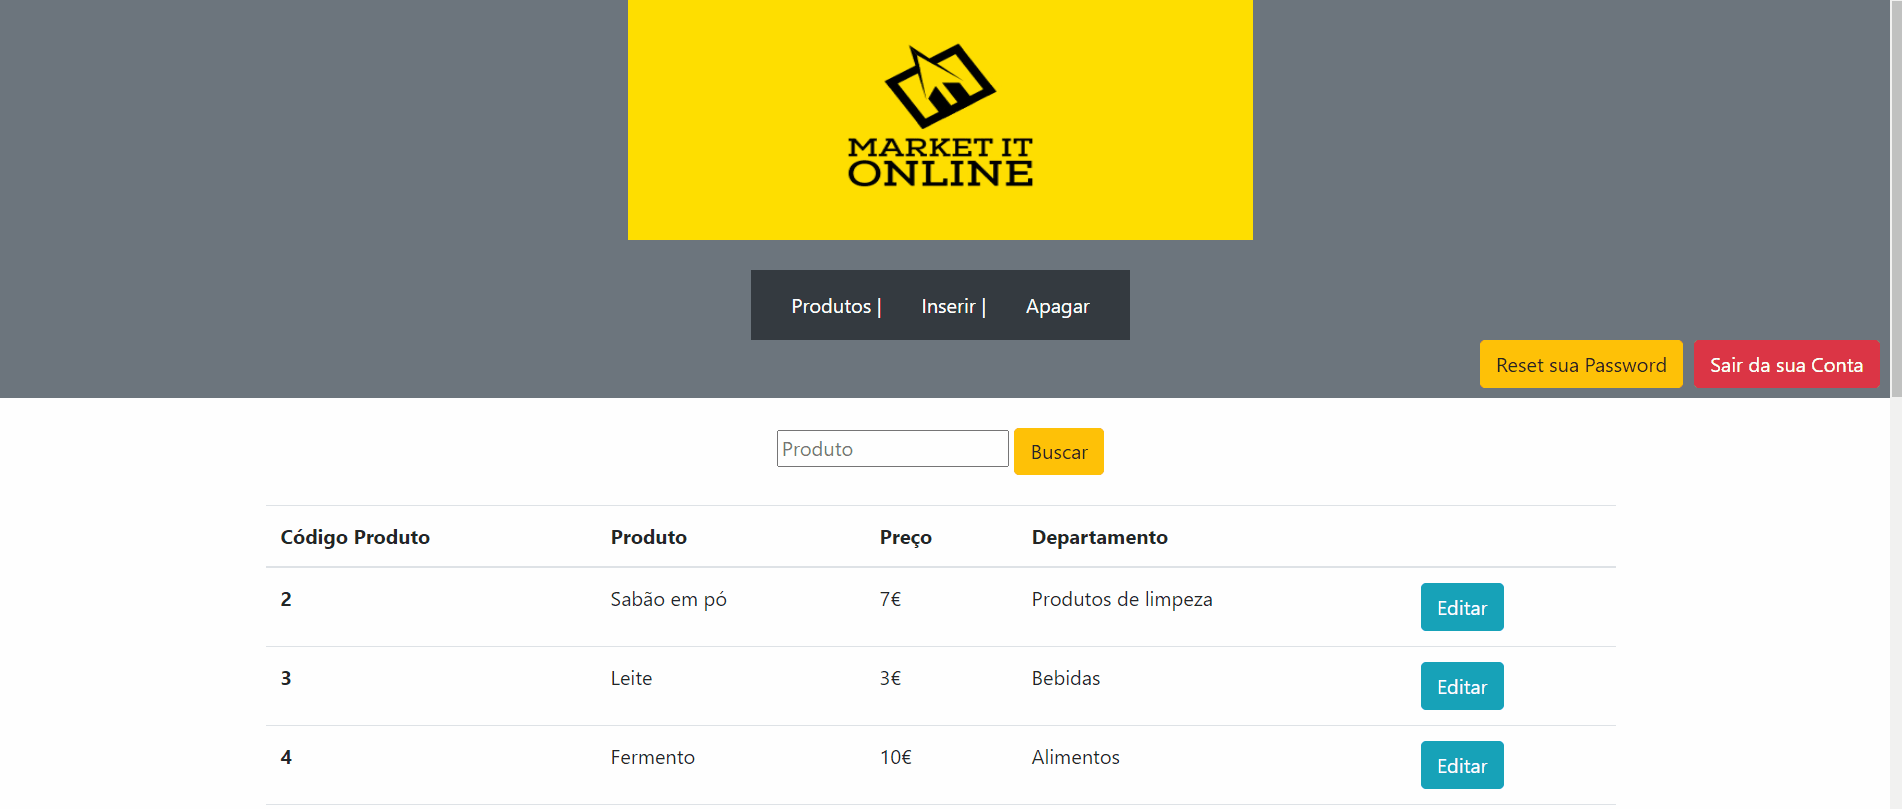 MARKET IT
ONLINE
Produtos | Inserir | Apagar
Reset sua Password Sair da sua Conta
Produto Buscar
Código Produto Produto Preço Departamento
2 Sabão em pó 7€ Produtos de limpeza Editar
3 Leite 3€ Bebidas Editar
4 Fermento 10€ Alimentos Editar